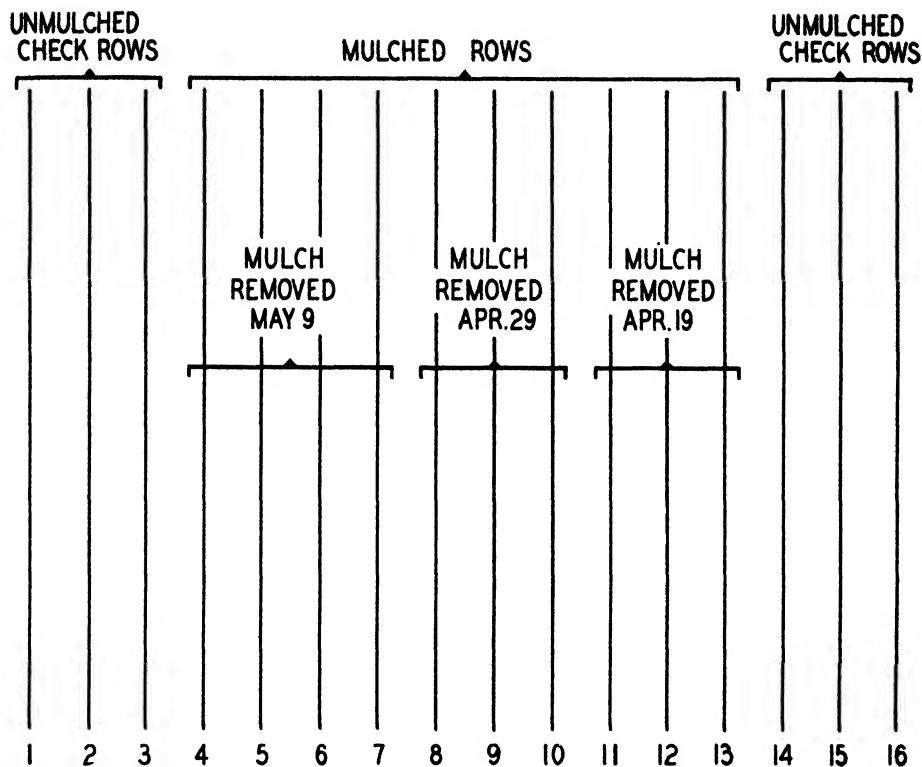 UNMULCHED
CHECK ROWS
MULCHED ROWS
UNMULCHED
CHECK ROWS
MULCH
REMOVED
MAY 9
MULCH
REMOVED
APR. 29
MULCH
REMOVED
APR. 19
1 2 3 4 5 6 7 8 9 10 11 12 13 14 15 16